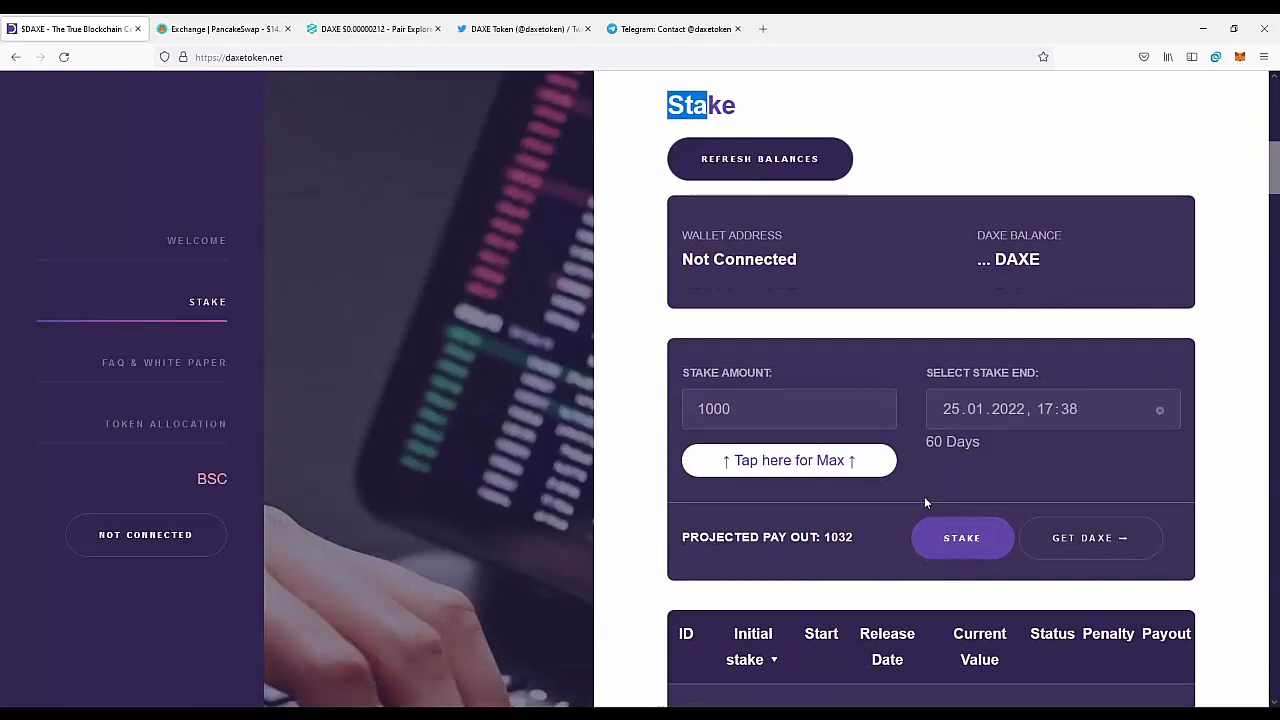 $DAXE - The True Blockchain C
Exchange | PancakeSwap - $14.
DAXE $0.00000212 - Pair Explore
DAXE Token (@daxetoken) / Tw
Telegram: Contact @daxetoken
https://daxetoken.net
WELCOME
STAKE
FAQ & WHITE PAPER
TOKEN ALLOCATION
BSC
NOT CONNECTED
Stake
REFRESH BALANCES
WALLET ADDRESS
Not Connected
DAXE BALANCE
... DAXE
STAKE AMOUNT:
1000
↑ Tap here for Max ↑
SELECT STAKE END:
25.01.2022, 17:38
60 Days
PROJECTED PAY OUT: 1032
STAKE
GET DAXE →
ID
Initial
stake ▼
Start
Release
Date
Current
Value
Status
Penalty
Payout